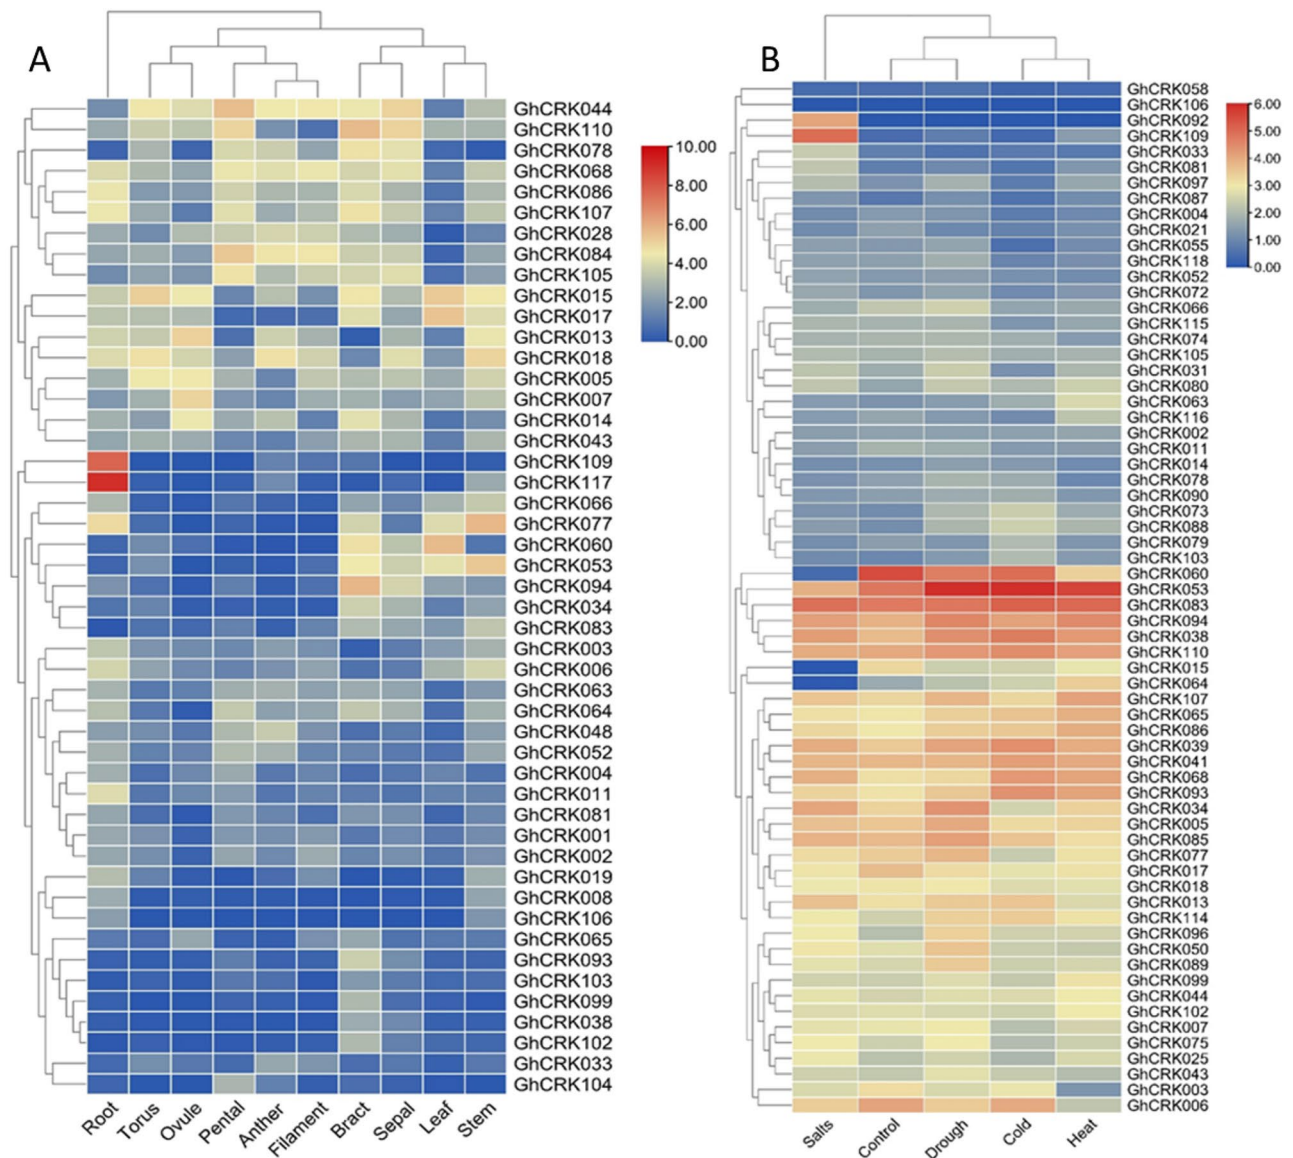 A
GhCRK044
GhCRK110
GhCRK078
GhCRK068
GhCRK086
GhCRK107
GhCRK028
GhCRK084
GhCRK105
GhCRK015
GhCRK017
GhCRK013
GhCRK018
GhCRK005
GhCRK007
GhCRK014
GhCRK043
GhCRK109
GhCRK117
GhCRK066
GhCRK077
GhCRK060
GhCRK053
GhCRK094
GhCRK034
GhCRK083
GhCRK003
GhCRK006
GhCRK063
GhCRK064
GhCRK048
GhCRK052
GhCRK004
GhCRK011
GhCRK081
GhCRK001
GhCRK002
GhCRK019
GhCRK008
GhCRK106
GhCRK065
GhCRK093
GhCRK103
GhCRK099
GhCRK038
GhCRK102
GhCRK033
GhCRK104
Root Torus Ovule Pental Anther Filament Bract Sepal Leaf Stem
10.00
8.00
6.00
4.00
2.00
0.00
B
GhCRK058
GhCRK106
GhCRK092
GhCRK109
GhCRK033
GhCRK081
GhCRK097
GhCRK087
GhCRK004
GhCRK021
GhCRK055
GhCRK118
GhCRK052
GhCRK072
GhCRK066
GhCRK115
GhCRK074
GhCRK105
GhCRK031
GhCRK080
GhCRK063
GhCRK116
GhCRK002
GhCRK011
GhCRK014
GhCRK078
GhCRK090
GhCRK073
GhCRK088
GhCRK079
GhCRK103
GhCRK060
GhCRK053
GhCRK083
GhCRK094
GhCRK038
GhCRK110
GhCRK015
GhCRK064
GhCRK107
GhCRK065
GhCRK086
GhCRK039
GhCRK041
GhCRK068
GhCRK093
GhCRK034
GhCRK005
GhCRK085
GhCRK077
GhCRK017
GhCRK018
GhCRK013
GhCRK114
GhCRK096
GhCRK050
GhCRK089
GhCRK099
GhCRK044
GhCRK102
GhCRK007
GhCRK075
GhCRK025
GhCRK043
GhCRK003
GhCRK006
Salts Control Drough Cold Heat
6.00
5.00
4.00
3.00
2.00
1.00
0.00